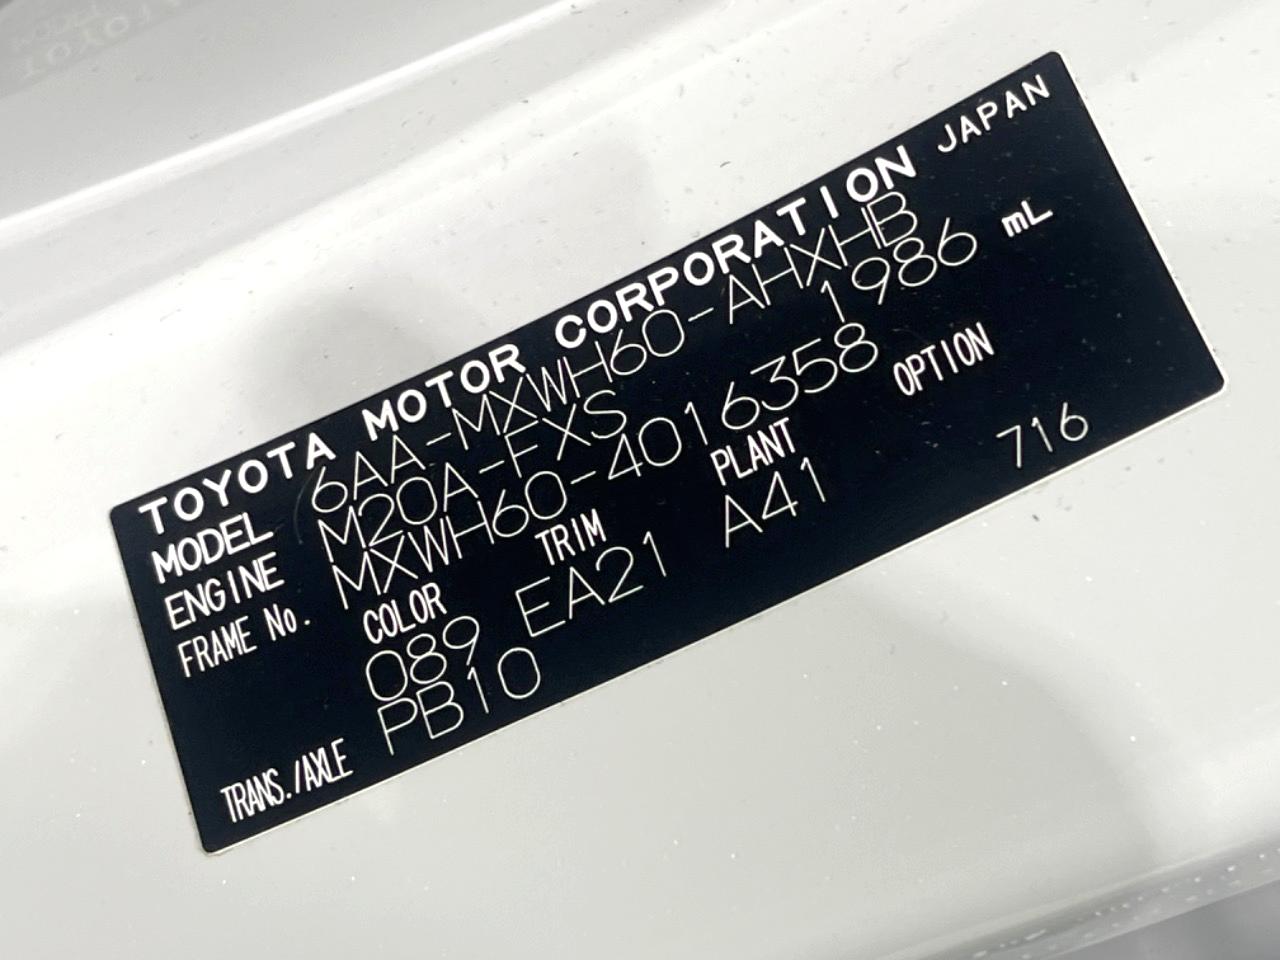 TOYOTA MOTOR CORPORATION JAPAN
MODEL 6AA-MXWH60-AHXHB
ENGINE M20A-FXS 1986 mL
FRAME No. MXWH60-4016358
COLOR TRIM PLANT OPTION
089 EA21 A41 716
TRANS./AXLE PB10